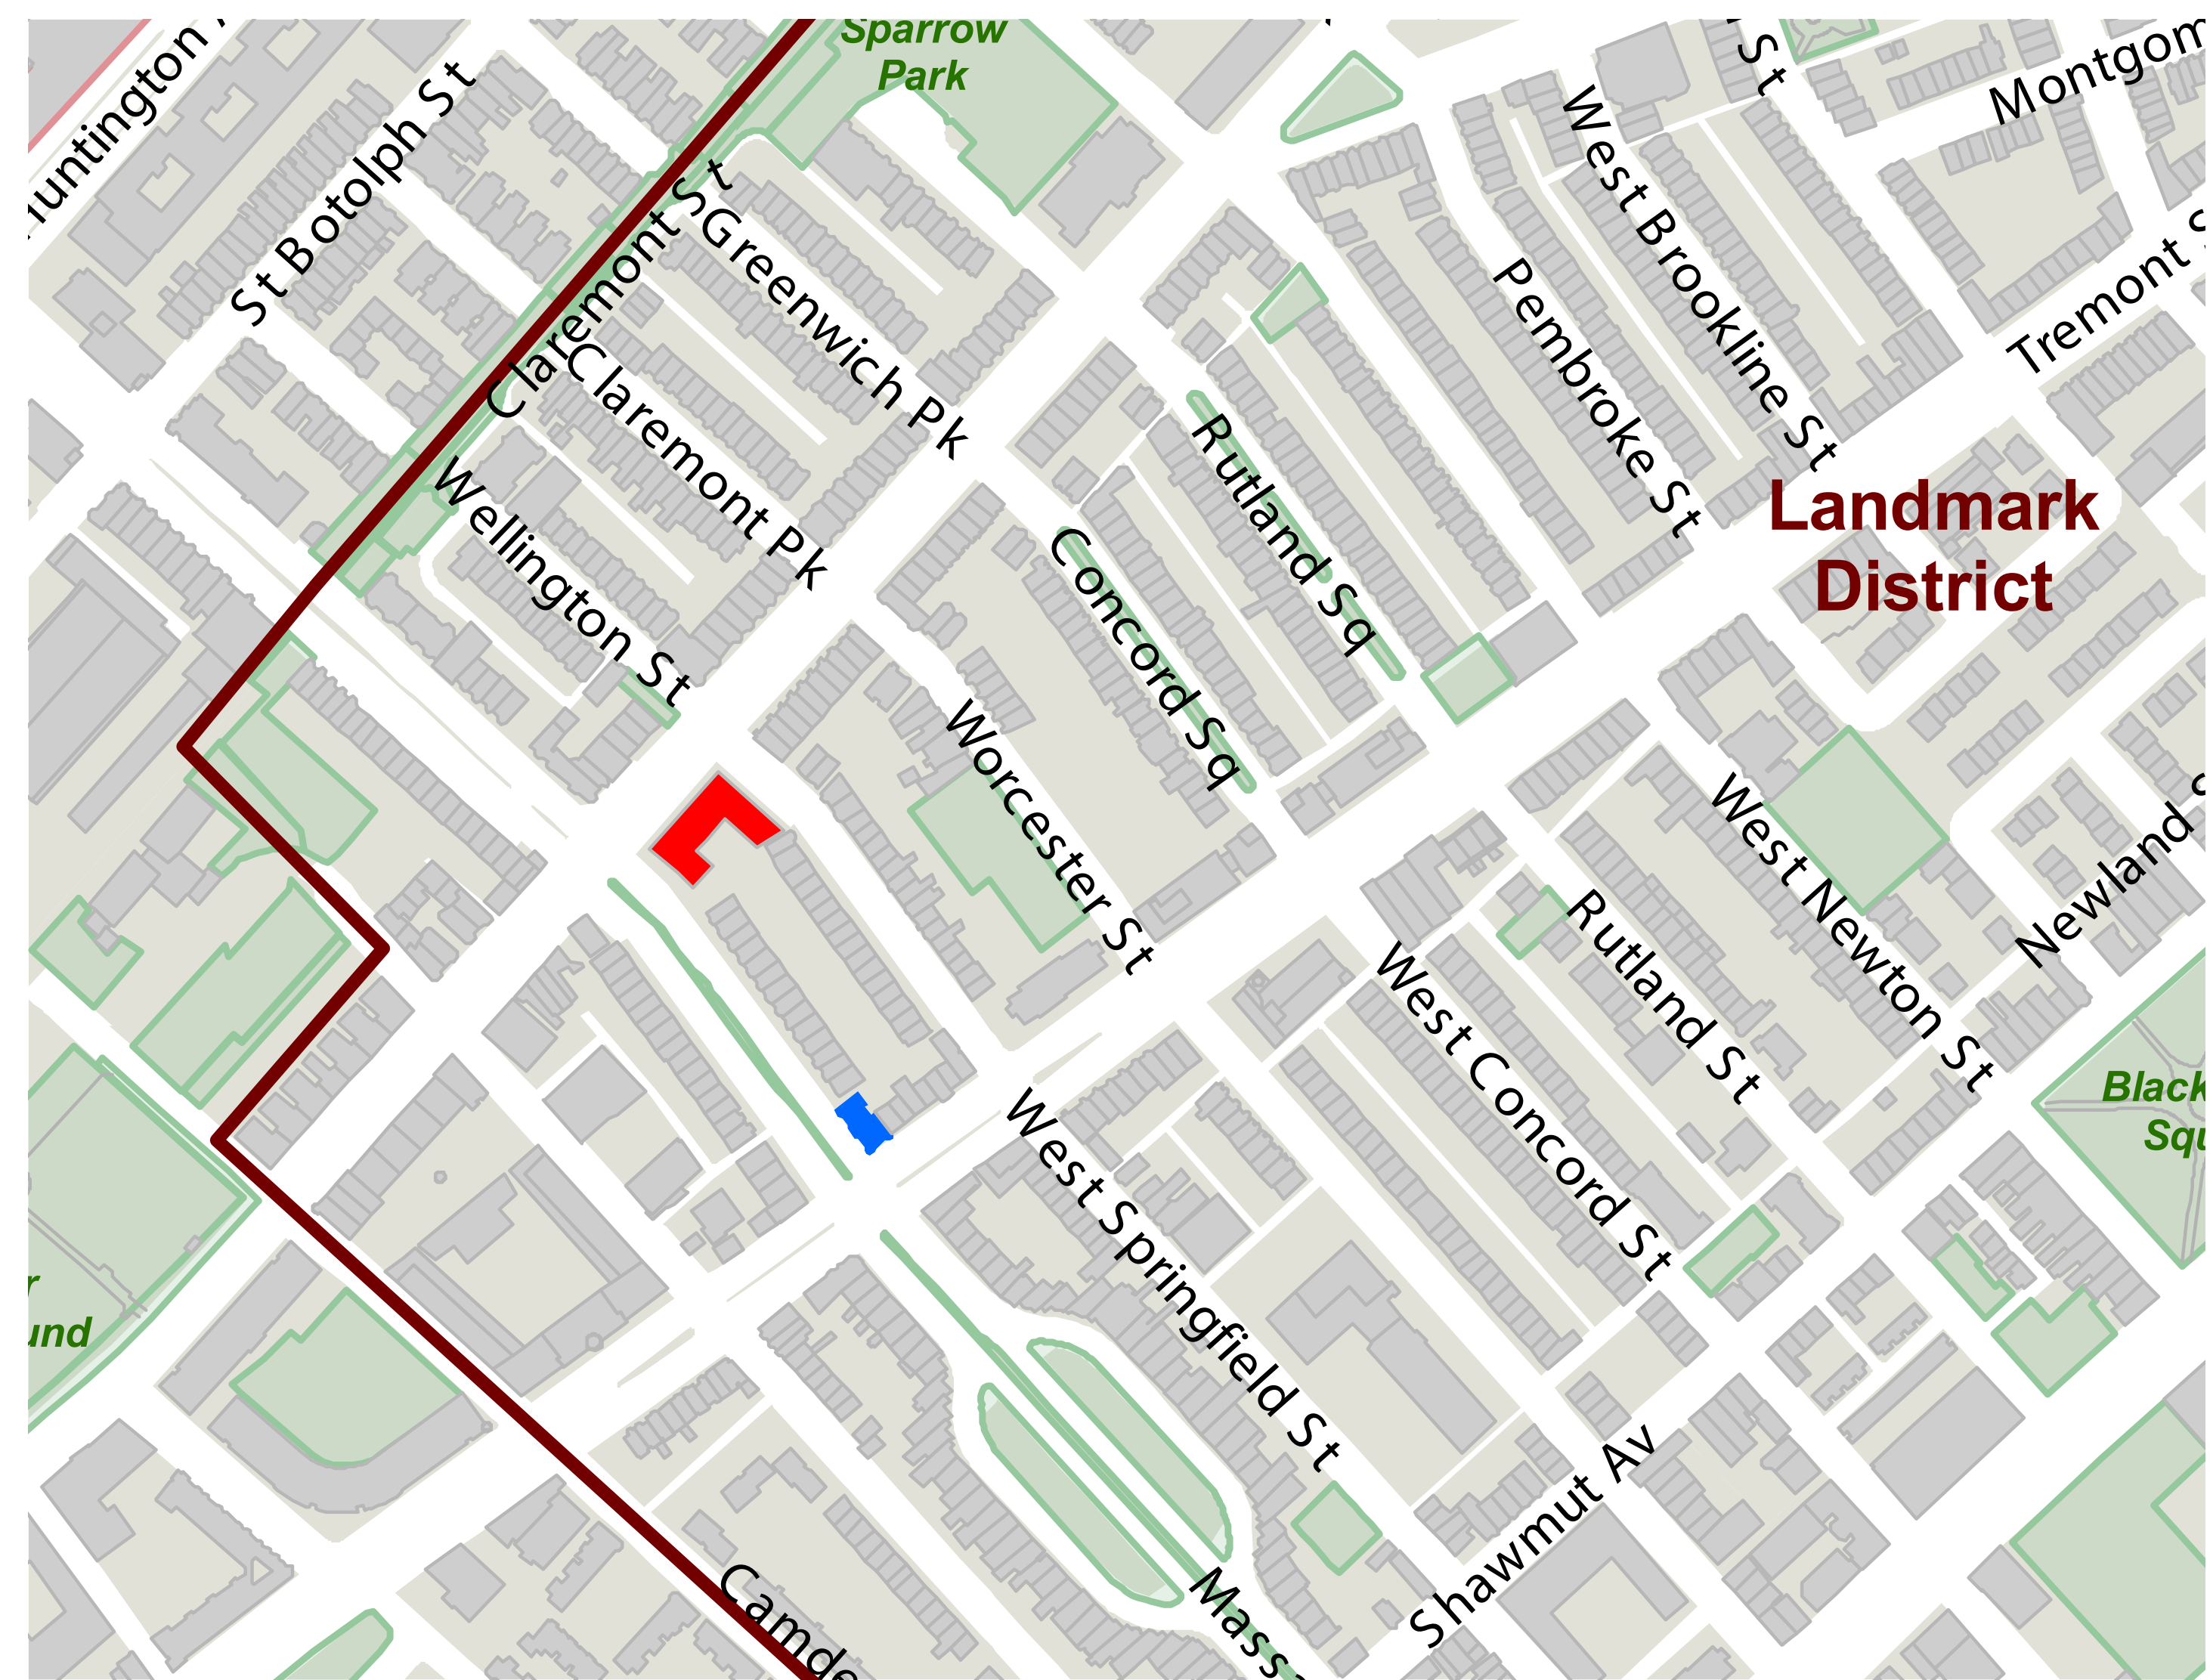 Sparrow
Park
St
Montgom
St Botolph St
West Brookline St
Claremont St
Greenwich Pk
Pembroke St
Tremont
Claremont Pk
Rutland Sq
Wellington St
Concord Sq
Landmark
District
Worcester St
West Newton St
Newland
Rutland St
West Concord St
Black
Squ
West Springfield St
und
Shawmut Av
Camde
Mass